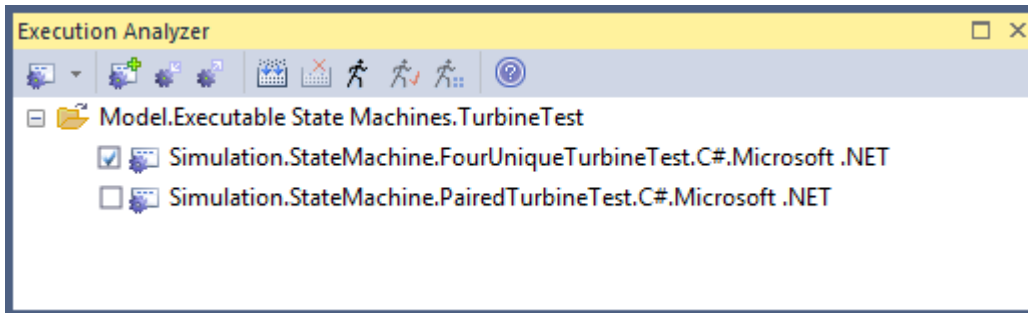 Execution Analyzer
Model.Executable State Machines.TurbineTest
Simulation.StateMachine.FourUniqueTurbineTest.C#.Microsoft .NET
Simulation.StateMachine.PairedTurbineTest.C#.Microsoft .NET